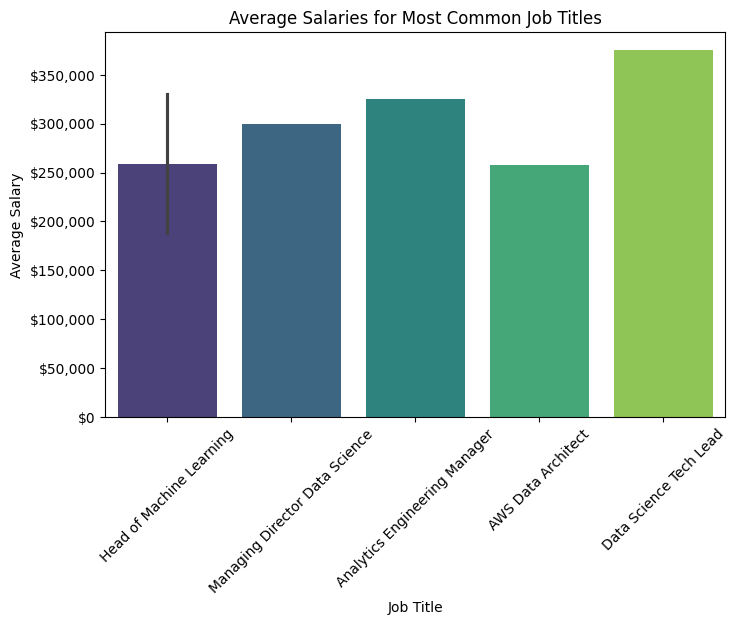 Average Salaries for Most Common Job Titles
$350,000
$300,000
$250,000
$200,000
$150,000
$100,000
$50,000
$0
Average Salary
Head of Machine Learning
Managing Director Data Science
Analytics Engineering Manager
AWS Data Architect
Data Science Tech Lead
Job Title